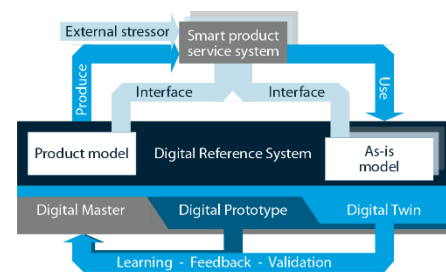 External stressor
Smart product
service system
Produce
Use
Interface
Interface
Product model
Digital Reference System
As-is
model
Digital Master
Digital Prototype
Digital Twin
Learning - Feedback - Validation